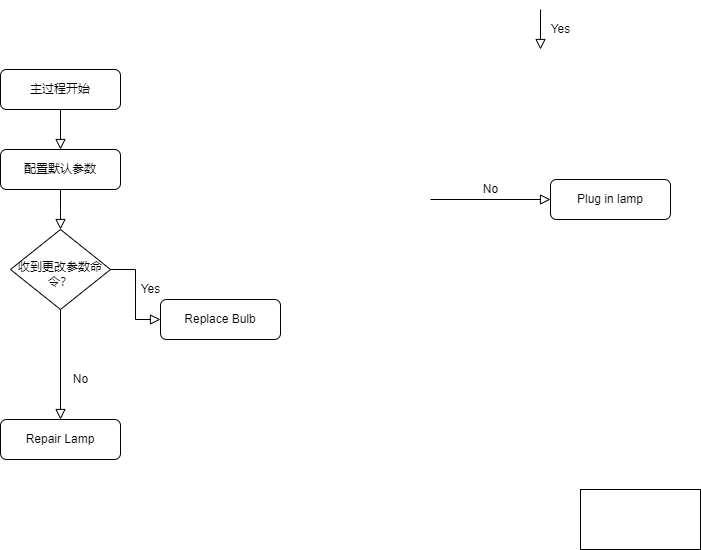 Yes
主过程开始
配置默认参数
No
Plug in lamp
收到更改参数命
令？
Yes
Replace Bulb
No
Repair Lamp